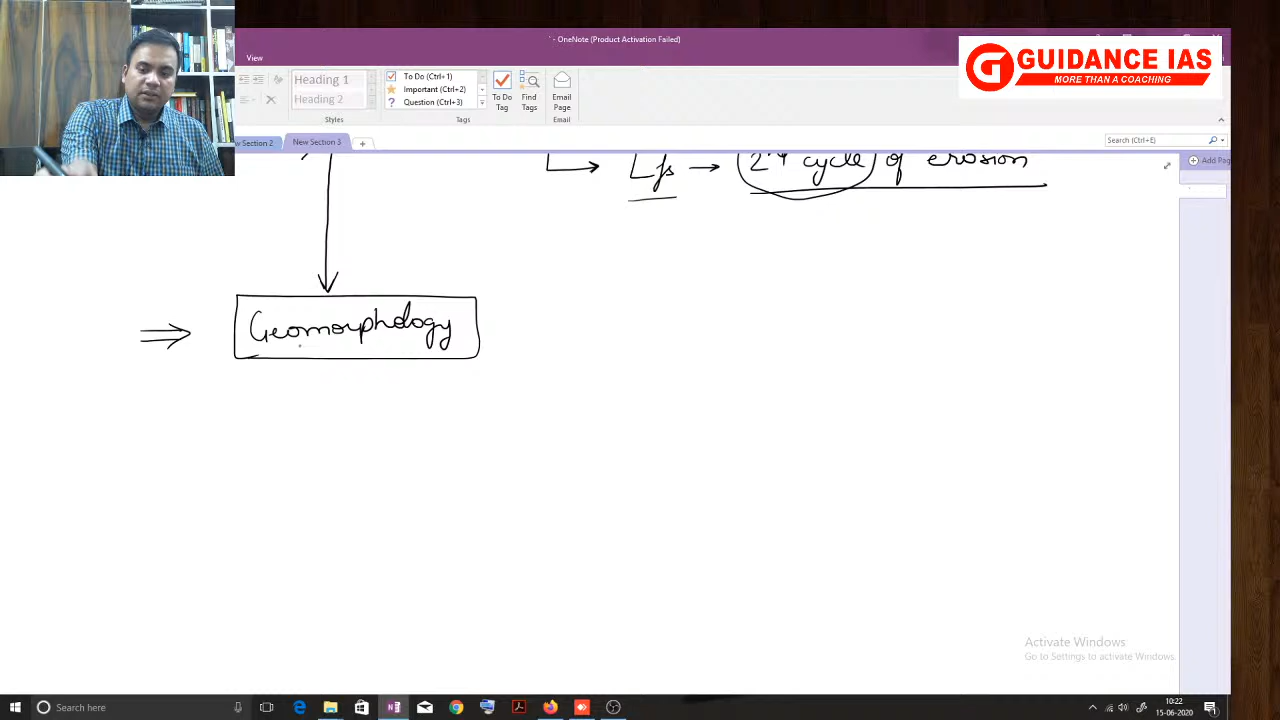 - OneNote (Product Activation Failed)
GUIDANCE IAS
MORE THAN A COACHING
View
Heading 1
Heading 2
To Do (Ctrl+1)
Important (Ctrl+2)
Question (Ctrl+3)
To Do Tag
Find Tags
Email Page
Styles
Tags
Email
Section 2
New Section 3
Search (Ctrl+E)
Add Pag
Lfs → 2nd cycle of erosion
⇒ Geomorphology
Activate Windows
Go to Settings to activate Windows.
Search here
10:22
15-06-2020